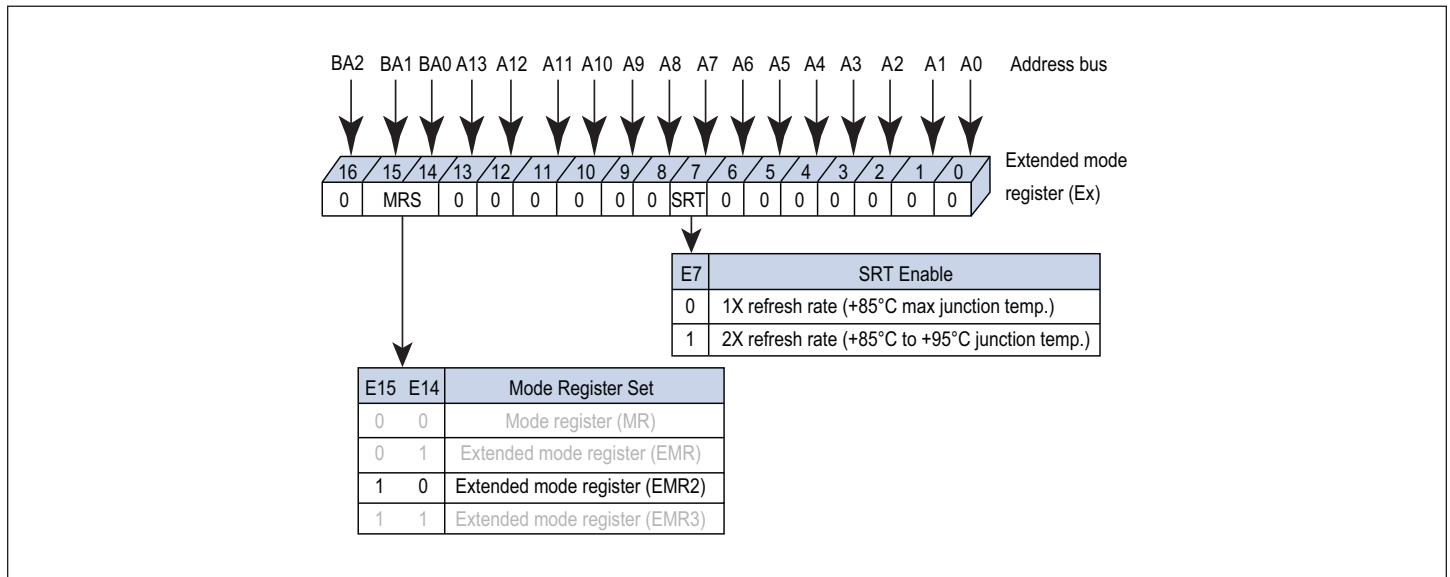 BA2 BA1 BA0 A13 A12 A11 A10 A9 A8 A7 A6 A5 A4 A3 A2 A1 A0 Address bus
16 15 14 13 12 11 10 9 8 7 6 5 4 3 2 1 0 Extended mode
register (Ex)
0 MRS 0 0 0 0 0 0 SRT 0 0 0 0 0 0 0
E7 SRT Enable
0 1X refresh rate (+85°C max junction temp.)
1 2X refresh rate (+85°C to +95°C junction temp.)
E15 E14 Mode Register Set
0 0 Mode register (MR)
0 1 Extended mode register (EMR)
1 0 Extended mode register (EMR2)
1 1 Extended mode register (EMR3)